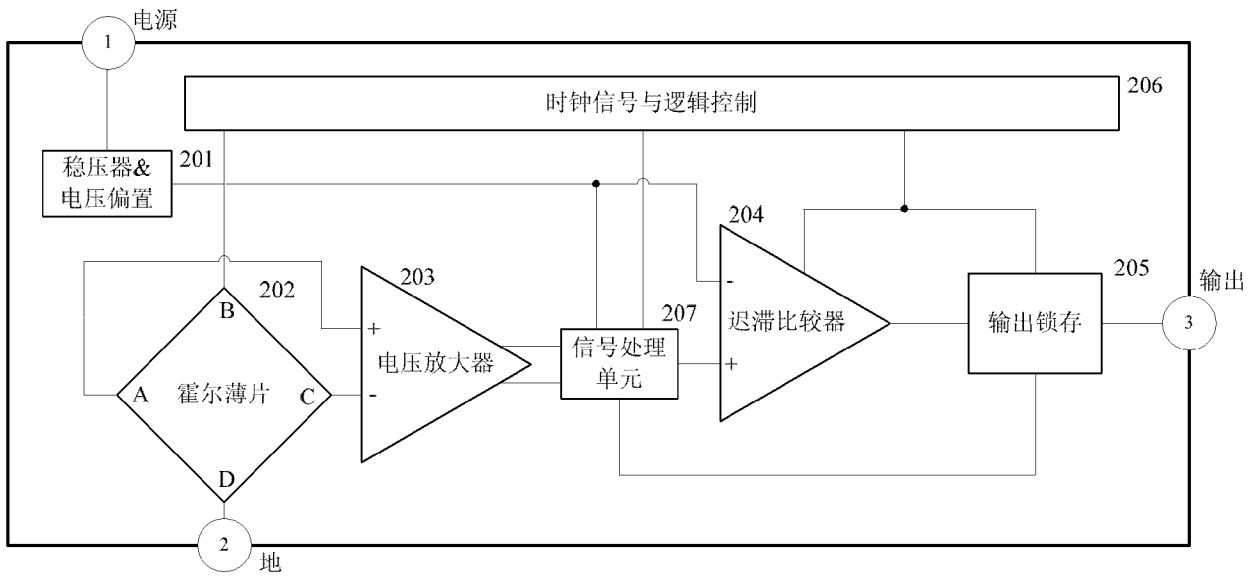 电源
1
时钟信号与逻辑控制
206
稳压器&
电压偏置
201
204
203
202
207
205
B
A
霍尔薄片
C
D
+
电压放大器
-
信号处理
单元
-
迟滞比较器
+
输出锁存
输出
3
2
地